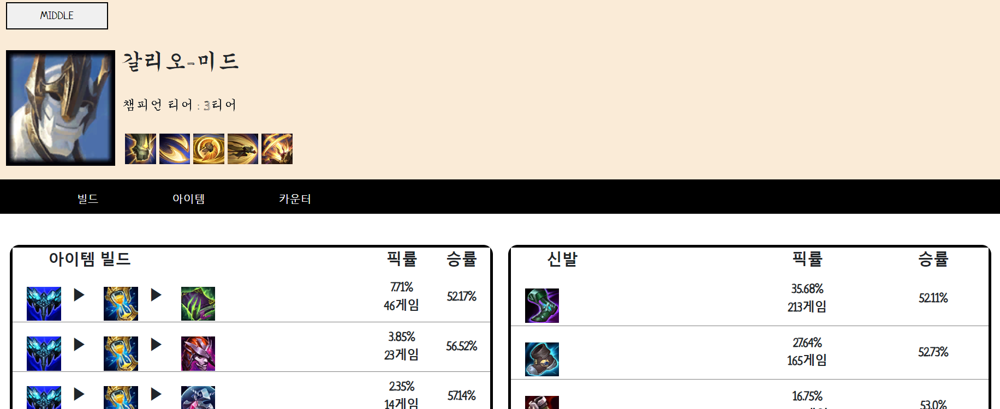 MIDDLE
갈리오-미드
챔피언 티어 : 3티어
빌드 아이템 카운터
아이템 빌드 픽률 승률
7.71%
46게임
52.17%
3.85%
23게임
56.52%
2.35%
14게임
57.14%
신발 픽률 승률
35.68%
213게임
52.11%
27.64%
165게임
52.73%
16.75%
53.0%